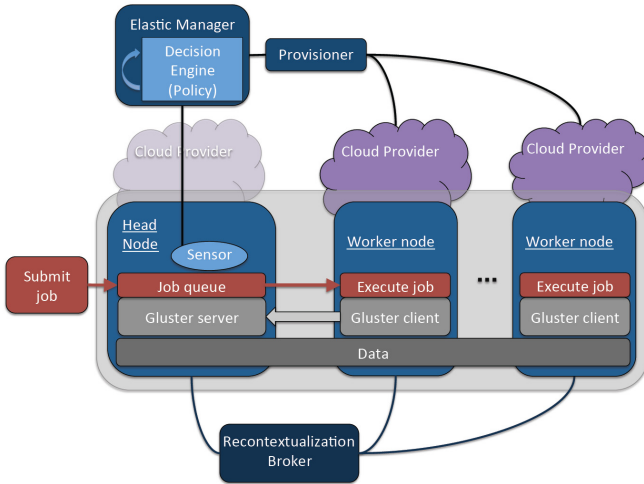 Elastic Manager
Decision
Engine
(Policy)
Provisioner
Cloud Provider
Cloud Provider
Cloud Provider
Head
Node
Sensor
Worker node
Worker node
Submit
job
Job queue
Execute job
...
Execute job
Gluster server
Gluster client
Gluster client
Data
Recontextualization
Broker